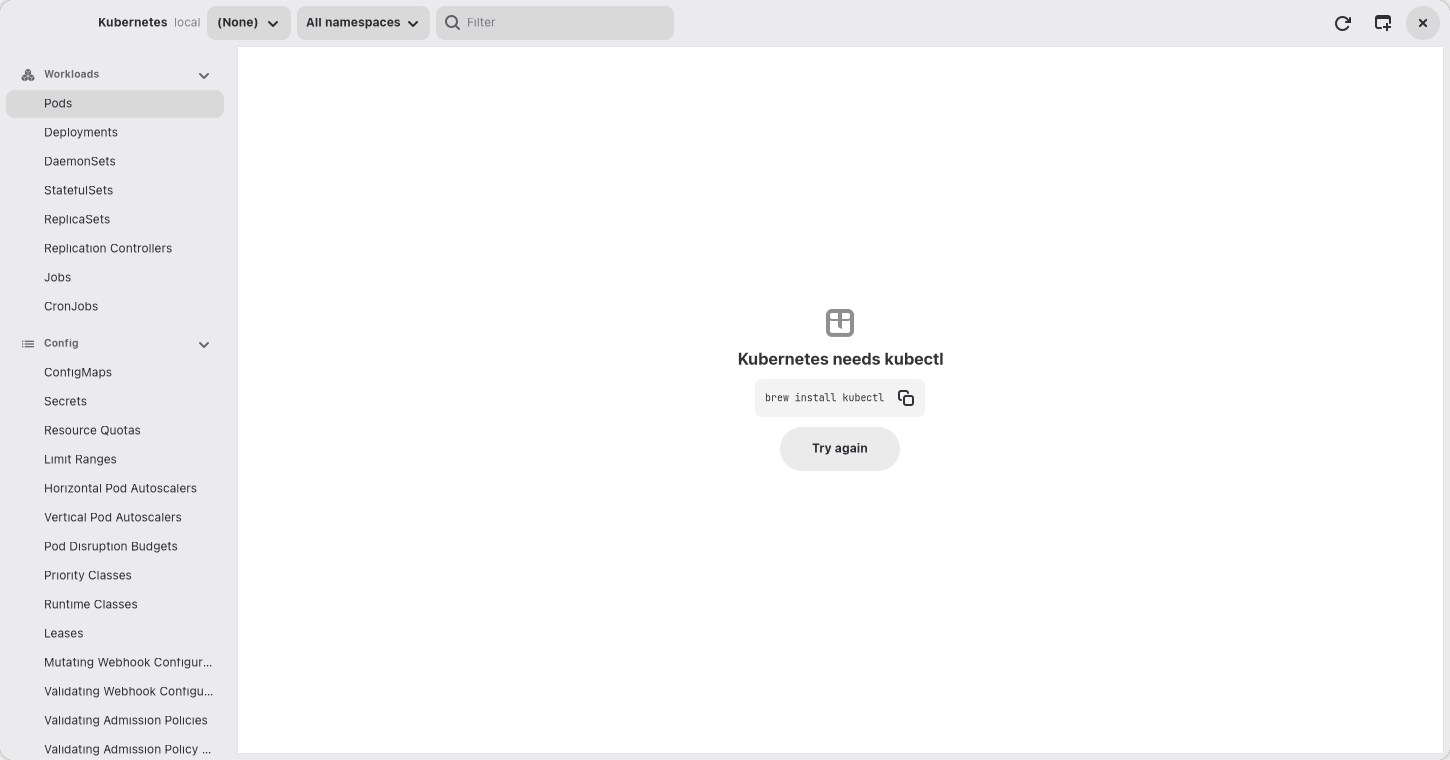 Kubernetes local (None) All namespaces Filter
Workloads
Pods
Deployments
DaemonSets
StatefulSets
ReplicaSets
Replication Controllers
Jobs
CronJobs
Config
ConfigMaps
Secrets
Resource Quotas
Limit Ranges
Horizontal Pod Autoscalers
Vertical Pod Autoscalers
Pod Disruption Budgets
Priority Classes
Runtime Classes
Leases
Mutating Webhook Configur...
Validating Webhook Configu...
Validating Admission Policies
Validating Admission Policy ...
Kubernetes needs kubectl
brew install kubectl
Try again